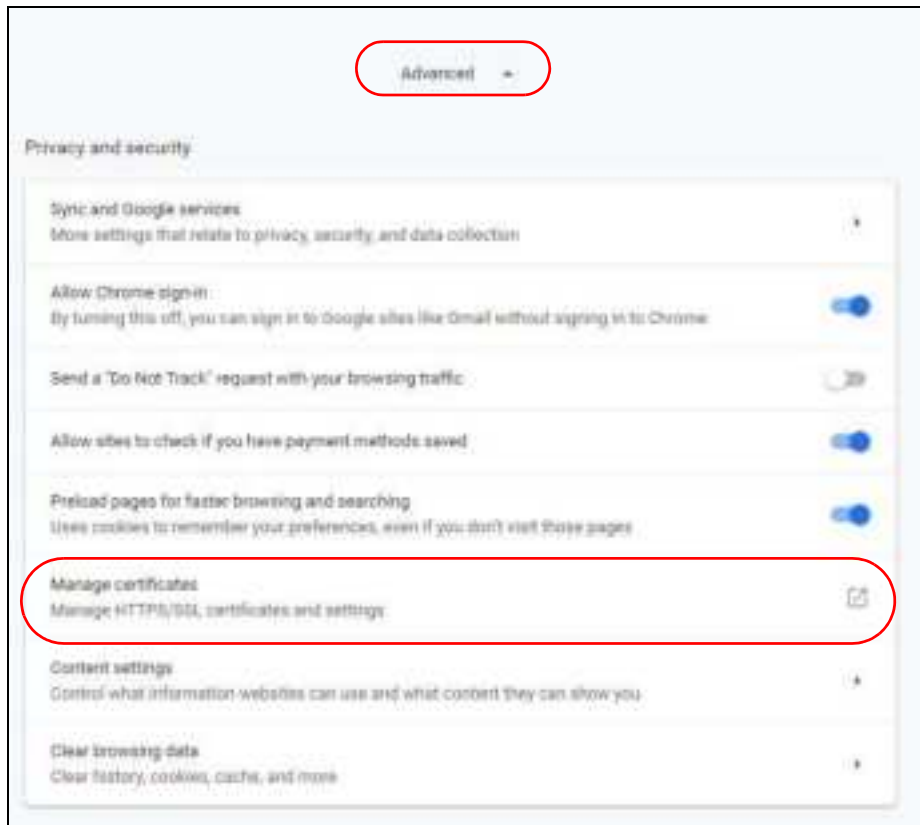 Advanced
Privacy and security
Sync and Google services
More settings that relate to privacy, security, and data collection
Allow Chrome sign-in
By turning this off, you can sign in to Google sites like Gmail without signing in to Chrome
Send a "Do Not Track" request with your browsing traffic
Allow sites to check if you have payment methods saved
Preload pages for faster browsing and searching
Uses cookies to remember your preferences, even if you don't visit those pages
Manage certificates
Manage HTTPS/SSL certificates and settings
Content settings
Control what information websites can use and what content they can show you
Clear browsing data
Clear history, cookies, cache, and more